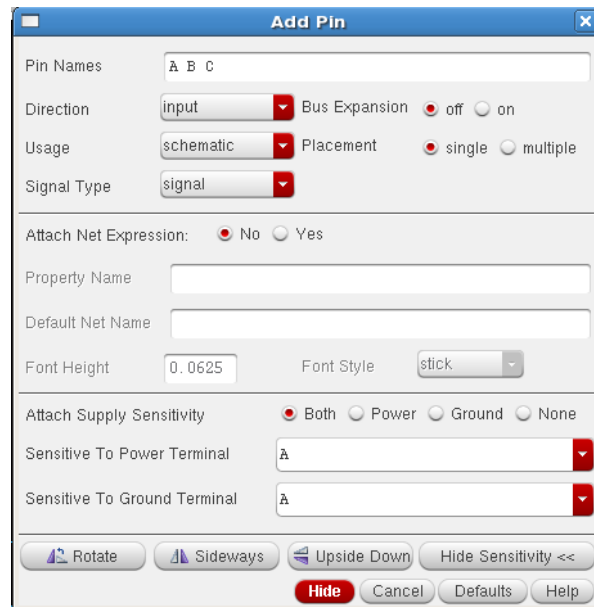 Add Pin
Pin Names A B C
Direction input Bus Expansion off on
Usage schematic Placement single multiple
Signal Type signal
Attach Net Expression: No Yes
Property Name
Default Net Name
Font Height 0.0625 Font Style stick
Attach Supply Sensitivity Both Power Ground None
Sensitive To Power Terminal A
Sensitive To Ground Terminal A
Rotate Sideways Upside Down Hide Sensitivity <<
Hide Cancel Defaults Help